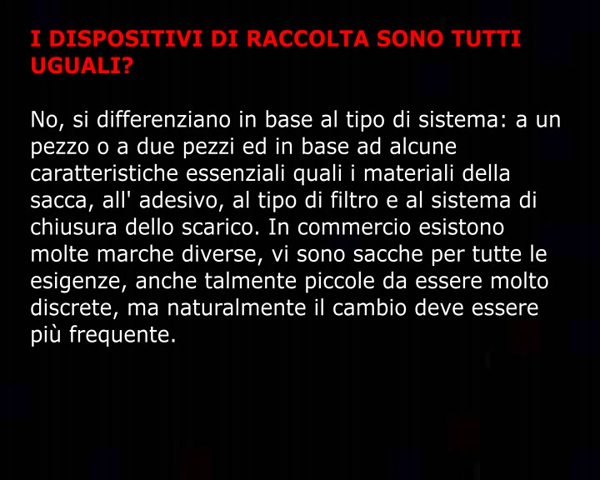 I DISPOSITIVI DI RACCOLTA SONO TUTTI
UGUALI?
No, si differenziano in base al tipo di sistema: a un
pezzo o a due pezzi ed in base ad alcune
caratteristiche essenziali quali i materiali della
sacca, all' adesivo, al tipo di filtro e al sistema di
chiusura dello scarico. In commercio esistono
molte marche diverse, vi sono sacche per tutte le
esigenze, anche talmente piccole da essere molto
discrete, ma naturalmente il cambio deve essere
più frequente.